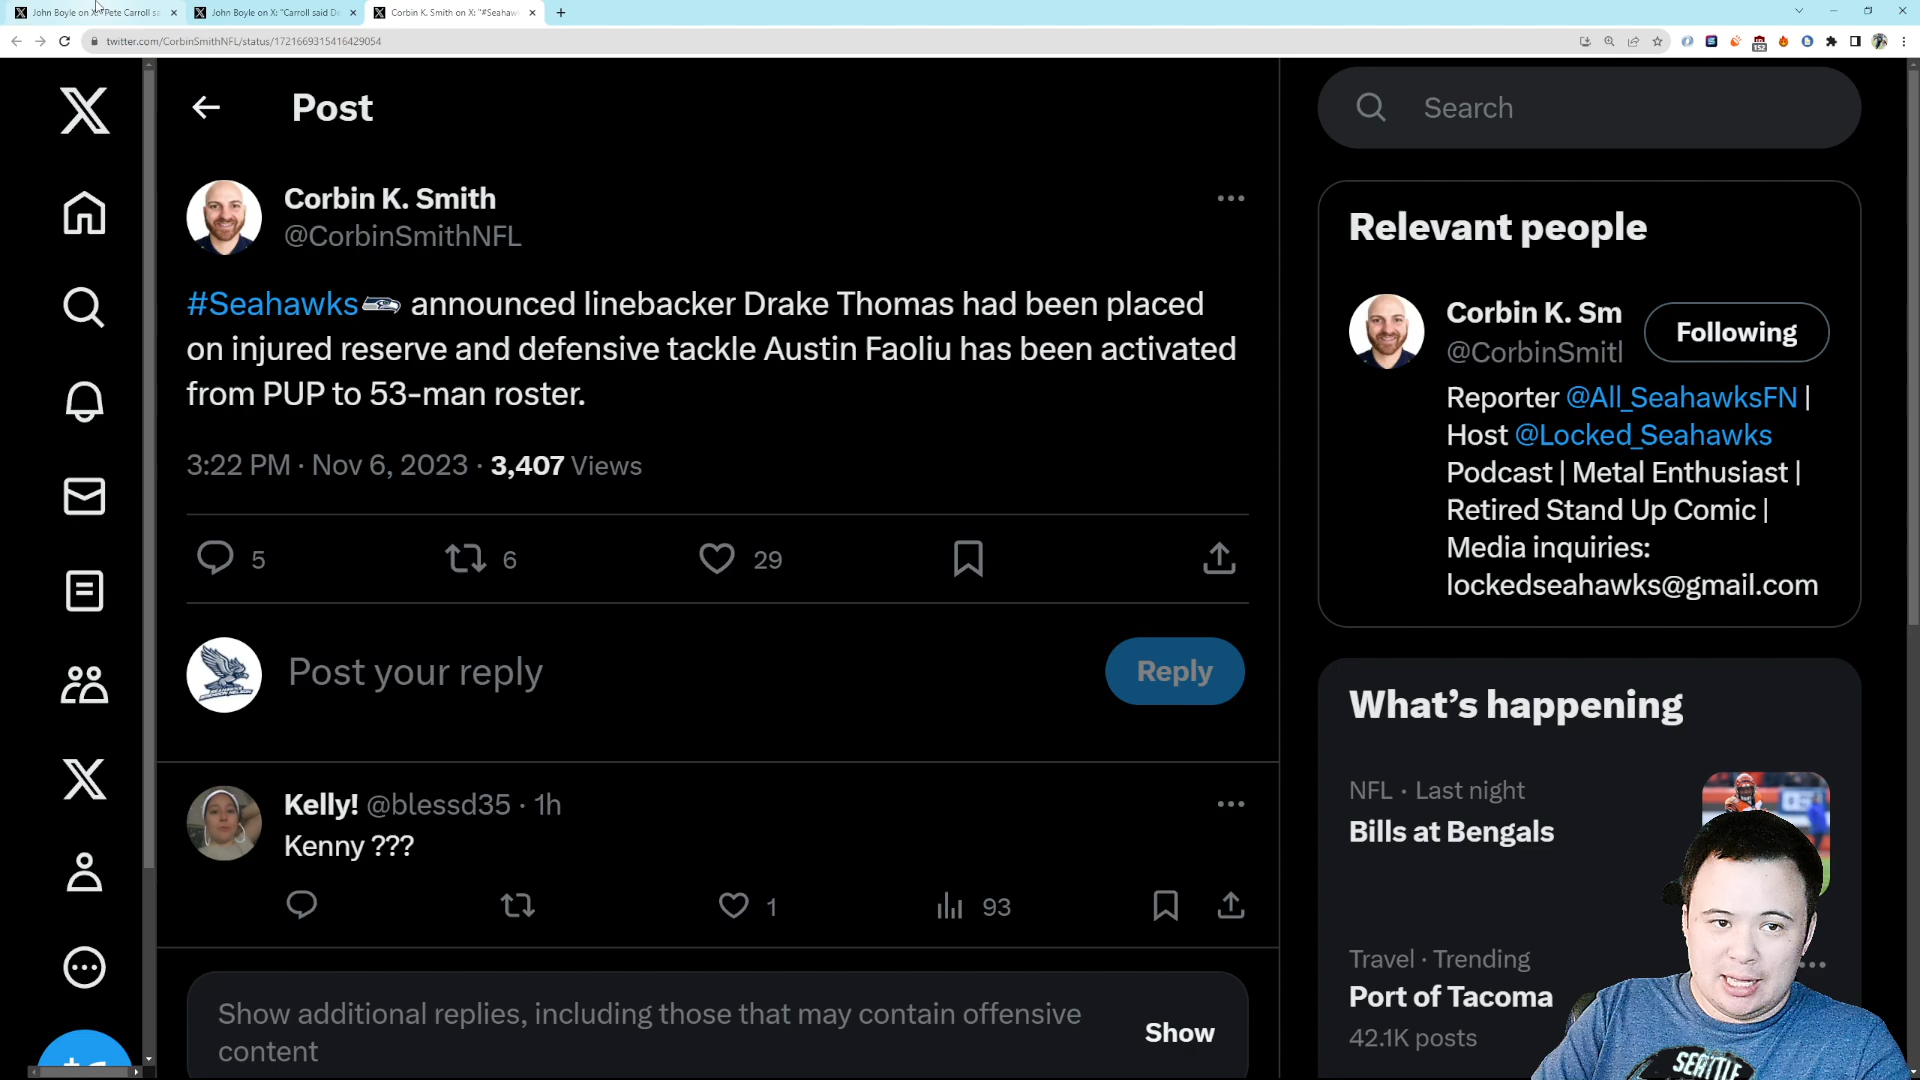 John Boyle on X: "Pete Carroll sa
John Boyle on X: "Carroll said De
Corbin K. Smith on X: "#Seahaw
twitter.com/CorbinSmithNFL/status/1721669315416429054
152
Post
Search
Corbin K. Smith
@CorbinSmithNFL
#Seahawks announced linebacker Drake Thomas had been placed
on injured reserve and defensive tackle Austin Faoliu has been activated
from PUP to 53-man roster.
3:22 PM · Nov 6, 2023 · 3,407 Views
5
6
29
Post your reply
Reply
Kelly! @blessd35 · 1h
Kenny ???
1
93
Show additional replies, including those that may contain offensive
content
Show
Relevant people
Corbin K. Sm
@CorbinSmitl
Following
Reporter @All_SeahawksFN |
Host @Locked_Seahawks
Podcast | Metal Enthusiast |
Retired Stand Up Comic |
Media inquiries:
lockedseahawks@gmail.com
What's happening
NFL · Last night
Bills at Bengals
Travel · Trending
Port of Tacoma
42.1K posts
SEATTLE